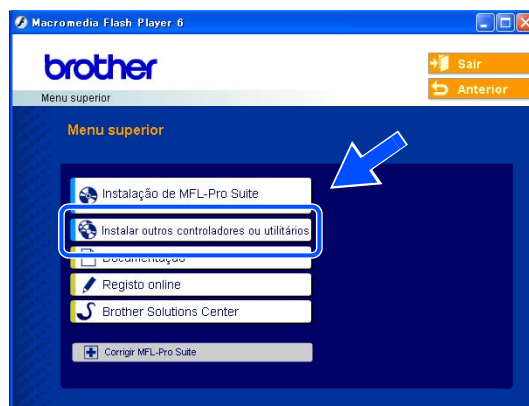 Macromedia Flash Player 6
brother
Sair
Anterior
Menu superior
Menu superior
Instalação de MFL-Pro Suite
Instalar outros controladores ou utilitários
Documentação
Registo online
Brother Solutions Center
Corrigir MFL-Pro Suite